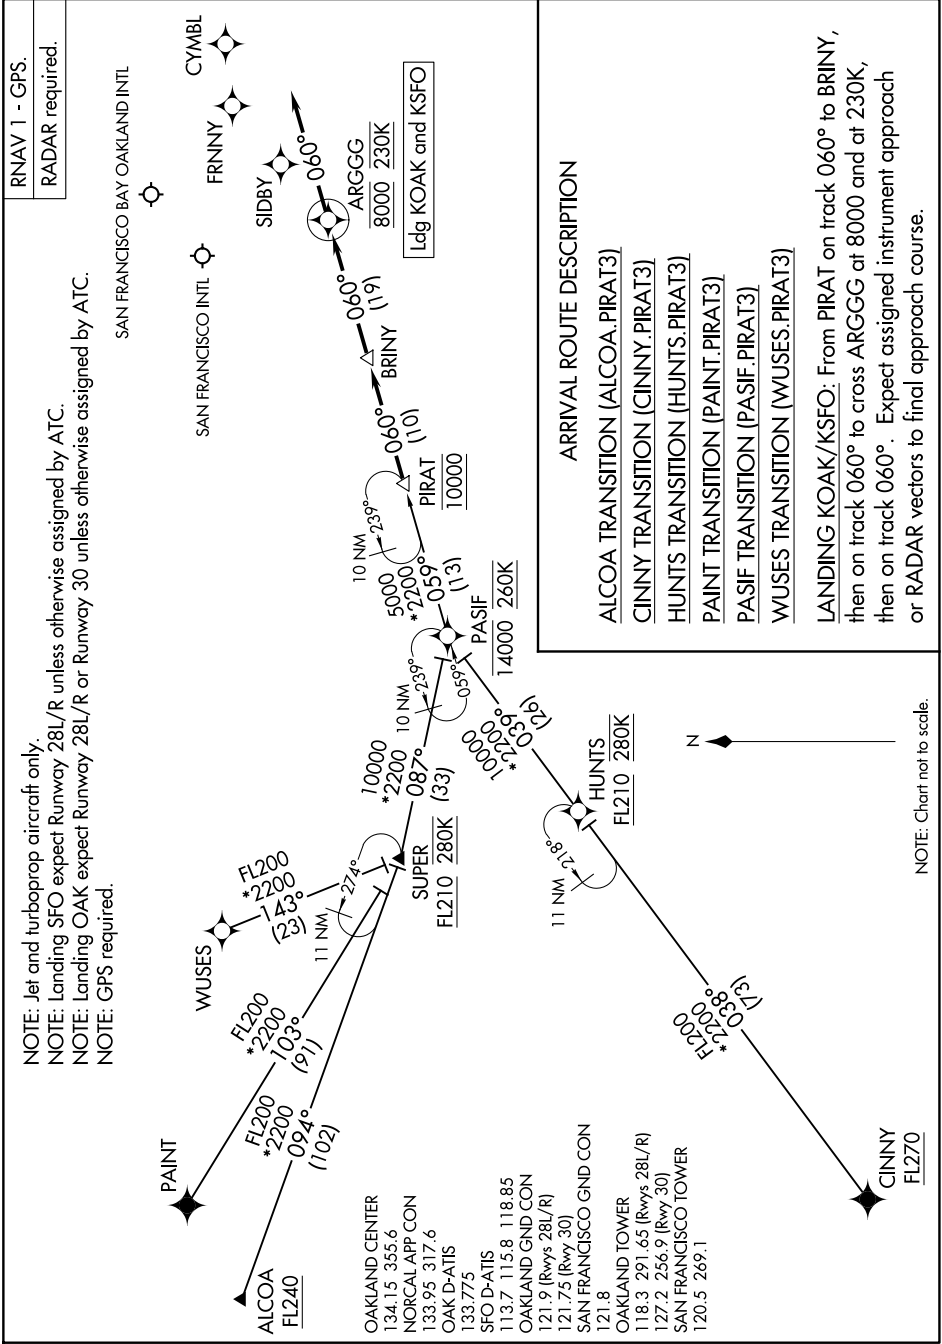 RNAV 1 - GPS.
RADAR required.
NOTE: Jet and turboprop aircraft only.
NOTE: Landing SFO expect Runway 28L/R unless otherwise assigned by ATC.
NOTE: Landing OAK expect Runway 28L/R or Runway 30 unless otherwise assigned by ATC.
NOTE: GPS required.
SAN FRANCISCO BAY OAKLAND INTL
SAN FRANCISCO INTL
CYMBL
FRNNY
SIDBY
060°
ARGGG
8000 230K
Ldg KOAK and KSFO
060°
(19)
BRINY
060°
(10)
PIRAT
10000
239°
10 NM
5000
*2200
059°
(13)
PASIF
14000 260K
239°
059°
10 NM
10000
*2200
087°
(33)
SUPER
FL210 280K
274°
11 NM
WUSES
FL200
*2200
143°
(23)
PAINT
FL200
*2200
103°
(91)
ALCOA
FL240
FL200
*2200
094°
(102)
10000
*2200
039°
(26)
HUNTS
FL210 280K
218°
11 NM
FL200
*2200
038°
(73)
CINNY
FL270
N
NOTE: Chart not to scale.
OAKLAND CENTER
134.15 355.6
NORCAL APP CON
133.95 317.6
OAK D-ATIS
133.775
SFO D-ATIS
113.7 115.8 118.85
OAKLAND GND CON
121.9 (Rwys 28L/R)
121.75 (Rwy 30)
SAN FRANCISCO GND CON
121.8
OAKLAND TOWER
118.3 291.65 (Rwys 28L/R)
127.2 256.9 (Rwy 30)
SAN FRANCISCO TOWER
120.5 269.1
ARRIVAL ROUTE DESCRIPTION
ALCOA TRANSITION (ALCOA.PIRAT3)
CINNY TRANSITION (CINNY.PIRAT3)
HUNTS TRANSITION (HUNTS.PIRAT3)
PAINT TRANSITION (PAINT.PIRAT3)
PASIF TRANSITION (PASIF.PIRAT3)
WUSES TRANSITION (WUSES.PIRAT3)
LANDING KOAK/KSFO: From PIRAT on track 060° to BRINY,
then on track 060° to cross ARGGG at 8000 and at 230K,
then on track 060°. Expect assigned instrument approach
or RADAR vectors to final approach course.